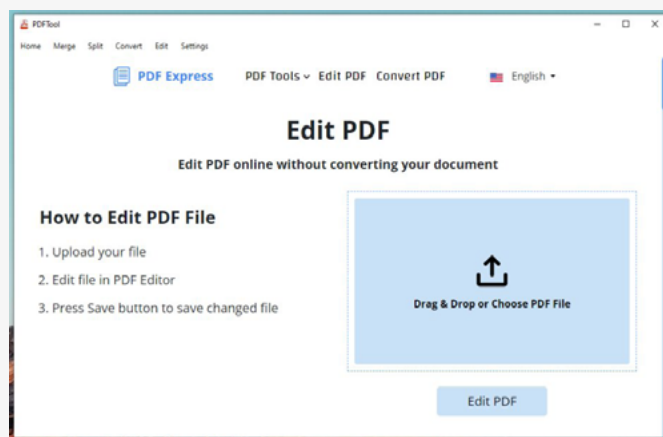 PDFTool
Home Merge Split Convert Edit Settings
PDF Express PDF Tools Edit PDF Convert PDF English
Edit PDF
Edit PDF online without converting your document
How to Edit PDF File
1. Upload your file
2. Edit file in PDF Editor
3. Press Save button to save changed file
Drag & Drop or Choose PDF File
Edit PDF